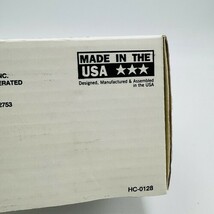 MADE IN THE
USA ★★★
Designed, Manufactured & Assembled
in the USA
NC.
ERATED
2753
HC-0128